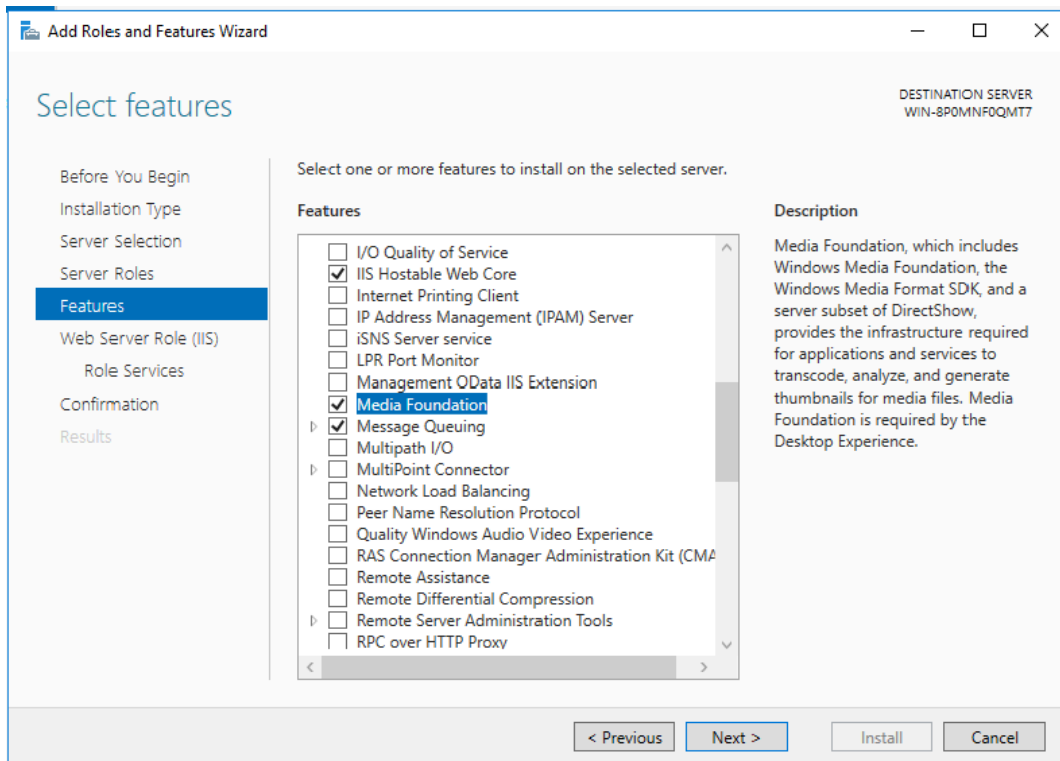 Add Roles and Features Wizard
Select features
DESTINATION SERVER
WIN-8P0MNF0QMT7
Before You Begin
Installation Type
Server Selection
Server Roles
Features
Web Server Role (IIS)
Role Services
Confirmation
Results
Select one or more features to install on the selected server.
Features
I/O Quality of Service
IIS Hostable Web Core
Internet Printing Client
IP Address Management (IPAM) Server
iSNS Server service
LPR Port Monitor
Management OData IIS Extension
Media Foundation
Message Queuing
Multipath I/O
MultiPoint Connector
Network Load Balancing
Peer Name Resolution Protocol
Quality Windows Audio Video Experience
RAS Connection Manager Administration Kit (CMA
Remote Assistance
Remote Differential Compression
Remote Server Administration Tools
RPC over HTTP Proxy
Description
Media Foundation, which includes
Windows Media Foundation, the
Windows Media Format SDK, and a
server subset of DirectShow,
provides the infrastructure required
for applications and services to
transcode, analyze, and generate
thumbnails for media files. Media
Foundation is required by the
Desktop Experience.
< Previous
Next >
Install
Cancel